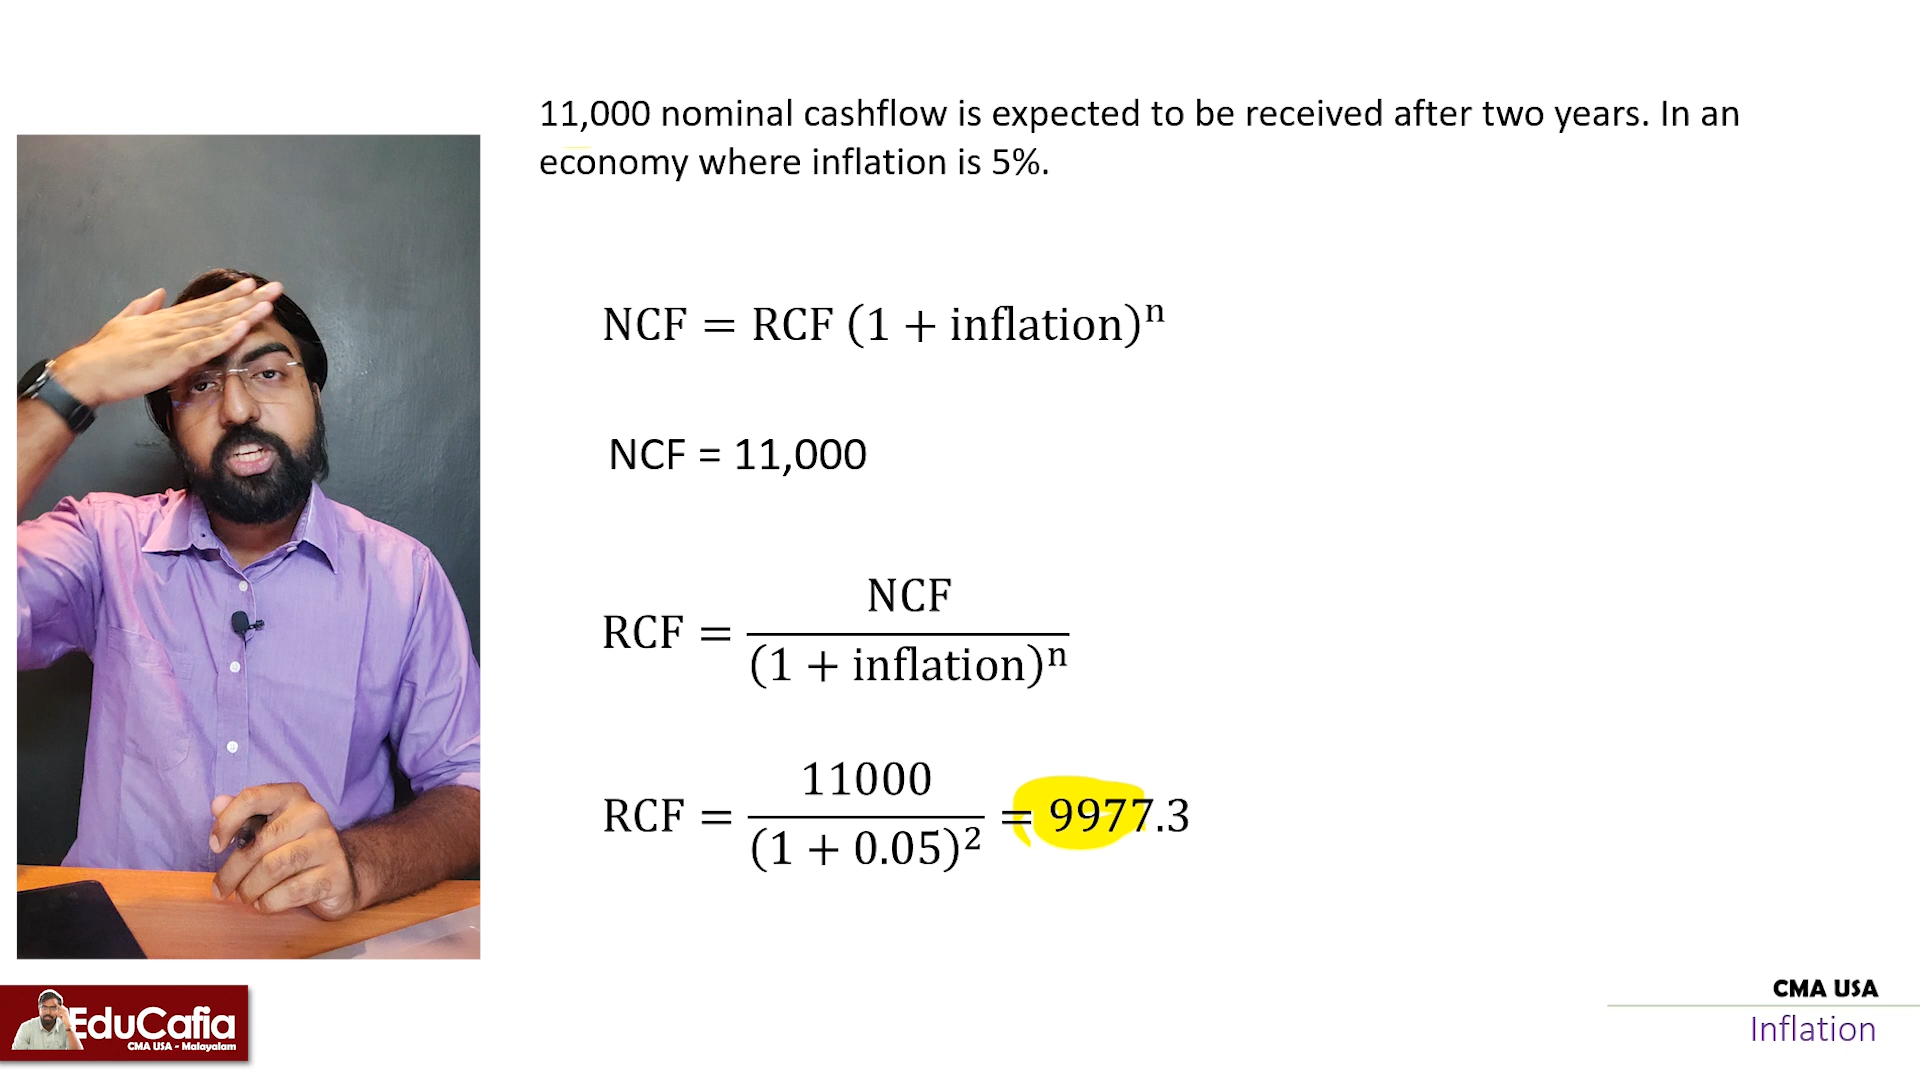 11,000 nominal cashflow is expected to be received after two years. In an
economy where inflation is 5%.
NCF = RCF (1 + inflation)ⁿ
NCF = 11,000
RCF = NCF / (1 + inflation)ⁿ
RCF = 11000 / (1 + 0.05)² = 9977.3
EduCafia
CMA USA - Malayalam
CMA USA
Inflation